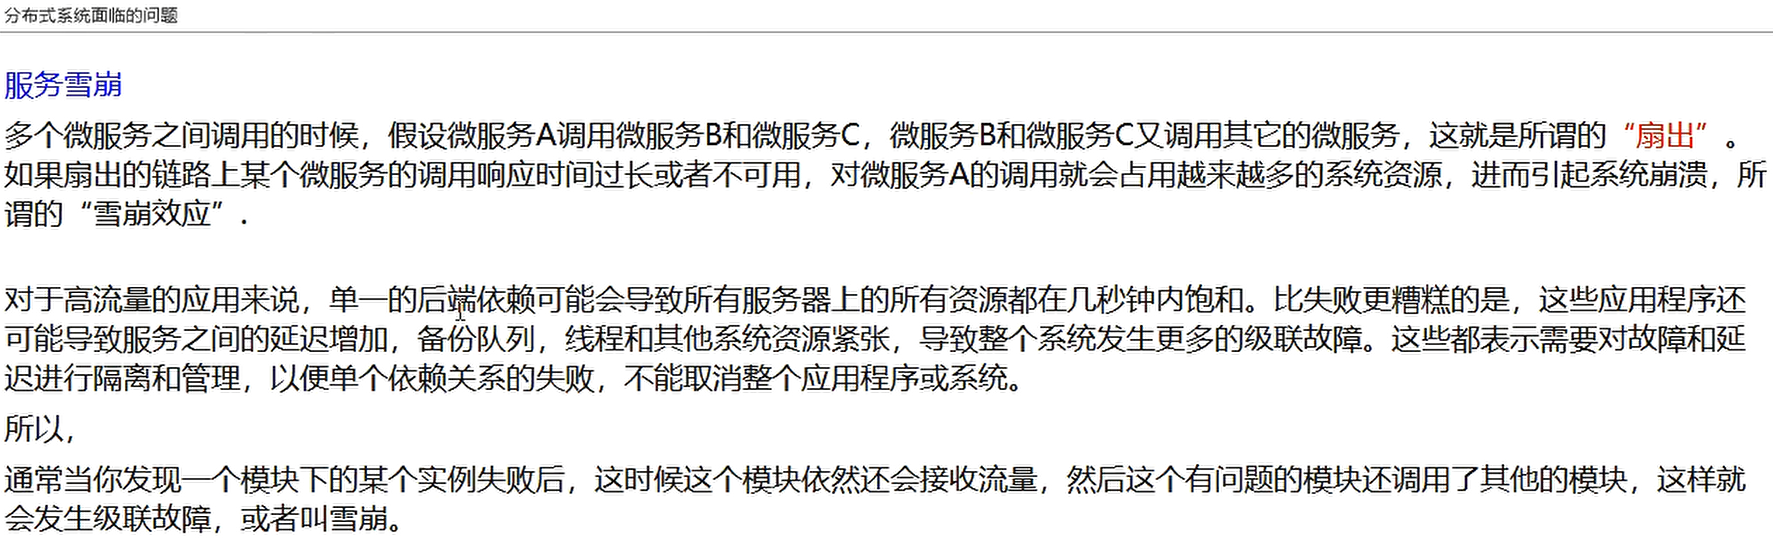 分布式系统面临的问题
服务雪崩
多个微服务之间调用的时候，假设微服务A调用微服务B和微服务C，微服务B和微服务C又调用其它的微服务，这就是所谓的“扇出”。
如果扇出的链路上某个微服务的调用响应时间过长或者不可用，对微服务A的调用就会占用越来越多的系统资源，进而引起系统崩溃，所
谓的“雪崩效应”.
对于高流量的应用来说，单一的后端依赖可能会导致所有服务器上的所有资源都在几秒钟内饱和。比失败更糟糕的是，这些应用程序还
可能导致服务之间的延迟增加，备份队列，线程和其他系统资源紧张，导致整个系统发生更多的级联故障。这些都表示需要对故障和延
迟进行隔离和管理，以便单个依赖关系的失败，不能取消整个应用程序或系统。
所以，
通常当你发现一个模块下的某个实例失败后，这时候这个模块依然还会接收流量，然后这个有问题的模块还调用了其他的模块，这样就
会发生级联故障，或者叫雪崩。